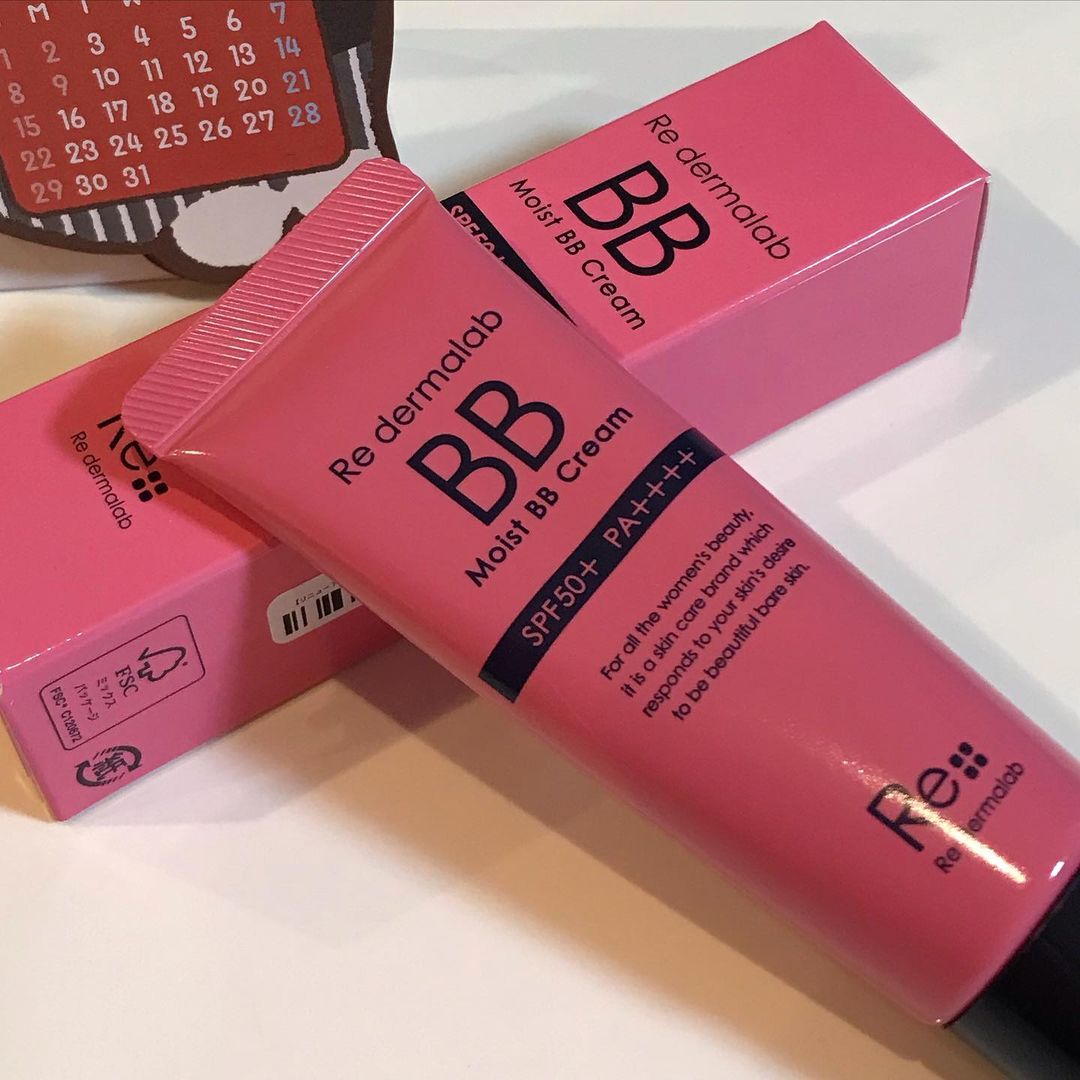 M
1 2 3 4 5 6 7
8 9 10 11 12 13 14
15 16 17 18 19 20 21
22 23 24 25 26 27 28
29 30 31
Re dermalab
BB
Moist BB Cream
SPF50+
Re
Re dermalab
FSC
ミックス
パッケージ
FSC® C120672
紙
Re dermalab
BB
Moist BB Cream
SPF50+ PA++++
For all the women's beauty,
it is a skin care brand which
responds to your skin's desire
to be beautiful bare skin.
Re
Re dermalab